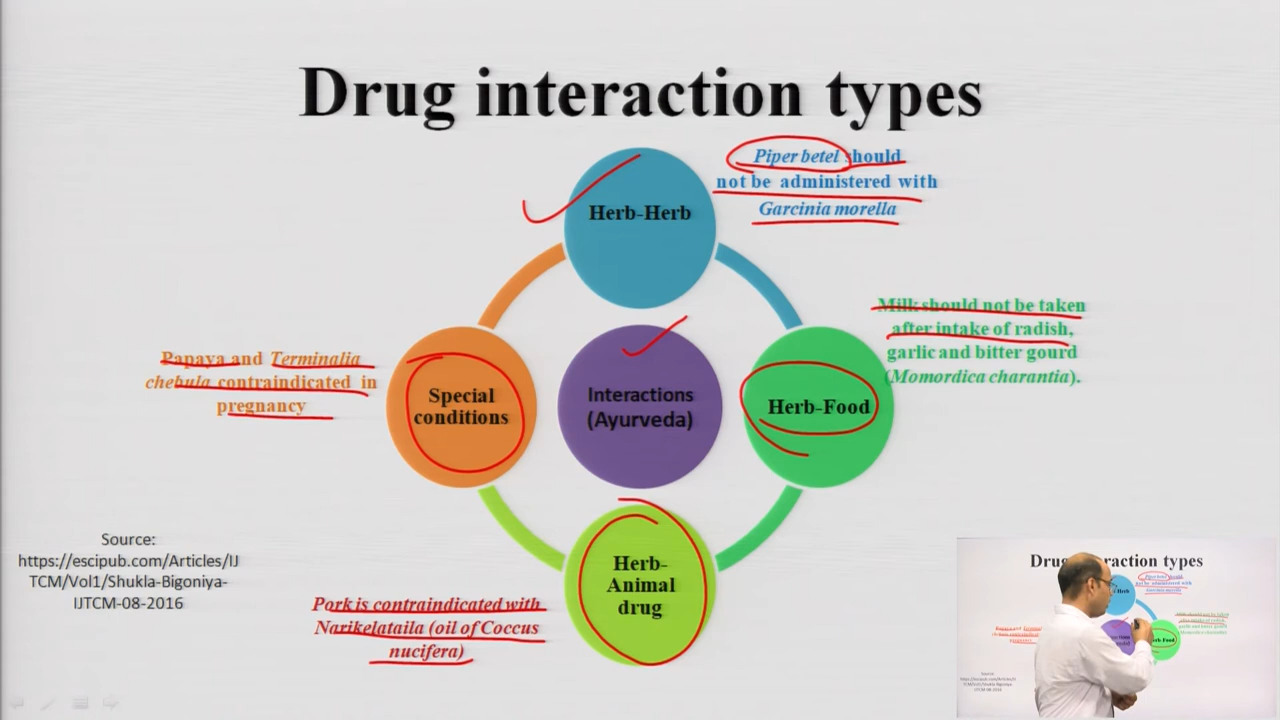 Drug interaction types
Herb-Herb
Piper betel should
not be administered with
Garcinia morella
Milk should not be taken
after intake of radish,
garlic and bitter gourd
(Momordica charantia).
Papaya and Terminalia
chebula contraindicated in
pregnancy
Special
conditions
Interactions
(Ayurveda)
Herb-Food
Herb-
Animal
drug
Source:
https://escipub.com/Articles/IJ
TCM/Vol1/Shukla-Bigoniya-
IJTCM-08-2016
Pork is contraindicated with
Narikelataila (oil of Coccus
nucifera)